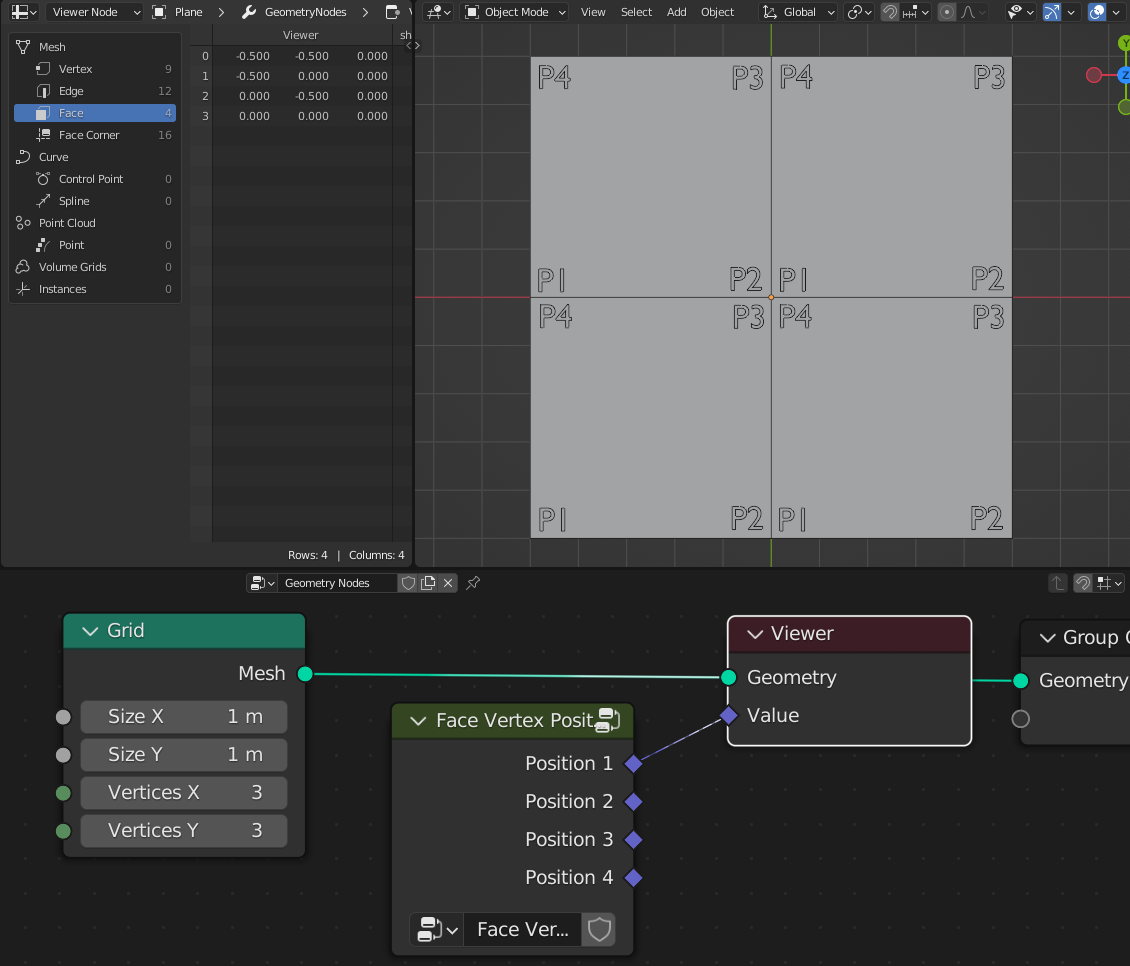 Viewer Node Plane GeometryNodes
Object Mode View Select Add Object Global
Mesh
Vertex 9
Edge 12
Face 4
Face Corner 16
Curve
Control Point 0
Spline 0
Point Cloud
Point 0
Volume Grids 0
Instances 0
Viewer sh
0 -0.500 -0.500 0.000
1 -0.500 0.000 0.000
2 0.000 -0.500 0.000
3 0.000 0.000 0.000
Rows: 4 | Columns: 4
P4 P3 P4 P3
P1 P2 P1 P2
P4 P3 P4 P3
P1 P2 P1 P2
Y
Z
Geometry Nodes
Grid
Mesh
Size X 1 m
Size Y 1 m
Vertices X 3
Vertices Y 3
Face Vertex Posit
Position 1
Position 2
Position 3
Position 4
Face Ver...
Viewer
Geometry
Value
Group
Geometry